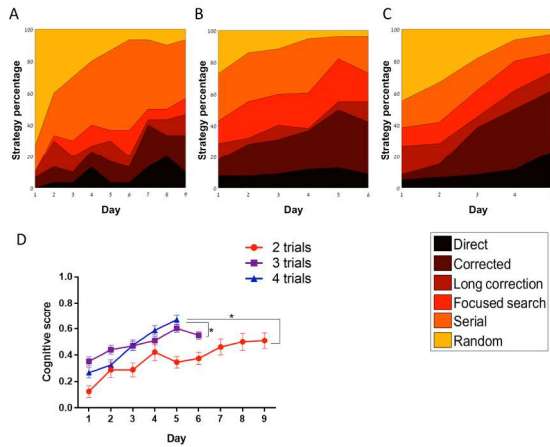 A
B
C
Strategy percentage
100
80
60
40
20
0
1 2 3 4 5 6 7 8 9
Day
Strategy percentage
100
80
60
40
20
0
1 2 3 4 5 6
Day
Strategy percentage
100
80
60
40
20
0
1 2 3 4 5
Day
D
2 trials
3 trials
4 trials
Cognitive score
1.0
0.8
0.6
0.4
0.2
0.0
* *
1 2 3 4 5 6 7 8 9
Day
Direct
Corrected
Long correction
Focused search
Serial
Random